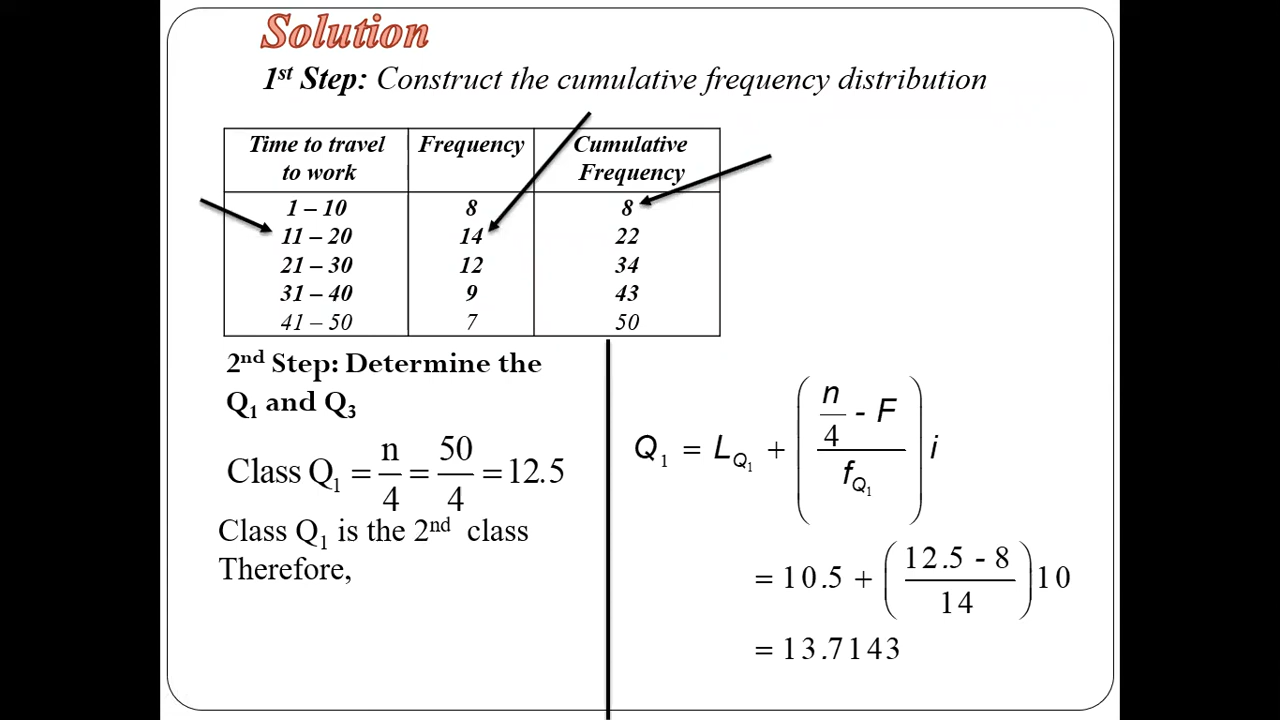 Solution
1st Step: Construct the cumulative frequency distribution
Time to travel to work | Frequency | Cumulative Frequency
1 – 10 | 8 | 8
11 – 20 | 14 | 22
21 – 30 | 12 | 34
31 – 40 | 9 | 43
41 – 50 | 7 | 50
2nd Step: Determine the
Q1 and Q3
Class Q1 = n/4 = 50/4 = 12.5
Class Q1 is the 2nd class
Therefore,
Q1 = LQ1 + ( (n/4 - F) / fQ1 ) i
= 10.5 + ( (12.5 - 8) / 14 ) 10
= 13.7143